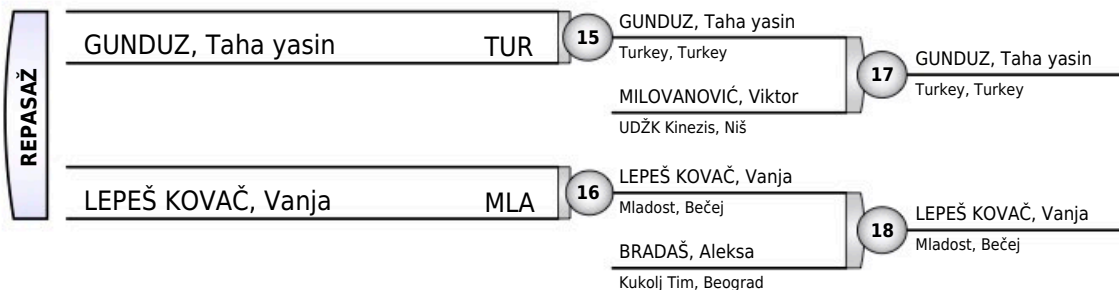 REPASAŽ
GUNDUZ, Taha yasin TUR
15
GUNDUZ, Taha yasin
Turkey, Turkey
MILOVANOVIĆ, Viktor
UDŽK Kinezis, Niš
17
GUNDUZ, Taha yasin
Turkey, Turkey
LEPEŠ KOVAČ, Vanja MLA
16
LEPEŠ KOVAČ, Vanja
Mladost, Bečej
BRADAŠ, Aleksa
Kukolj Tim, Beograd
18
LEPEŠ KOVAČ, Vanja
Mladost, Bečej